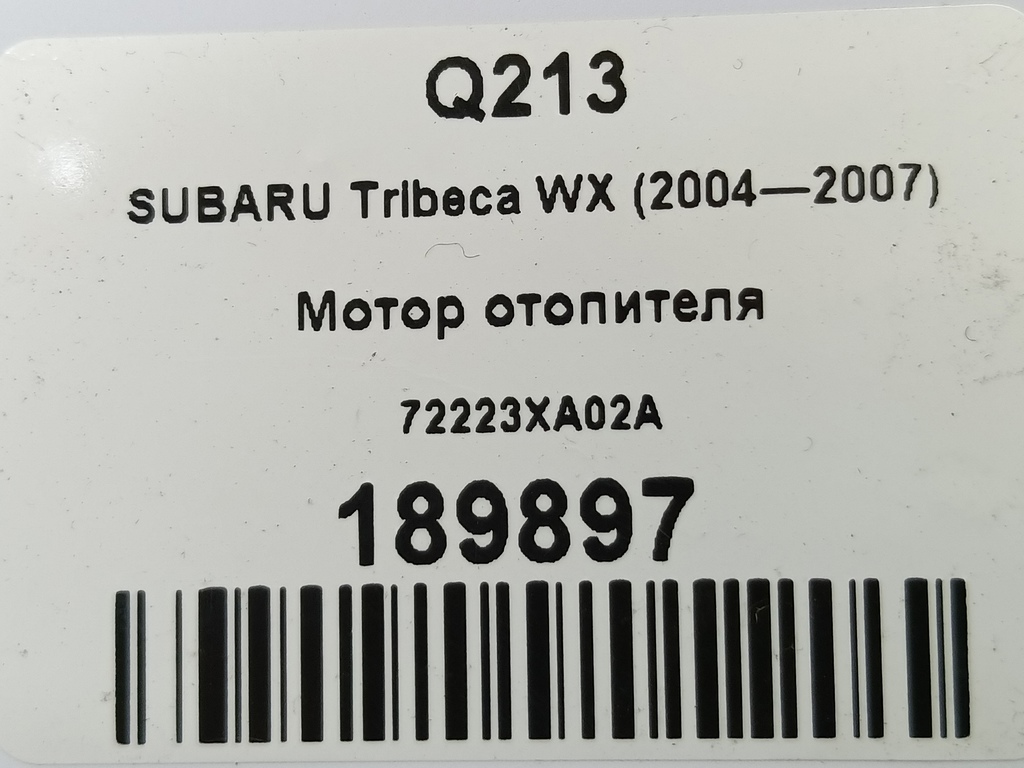 Q213
SUBARU Tribeca WX (2004—2007)
Мотор отопителя
72223XA02A
189897